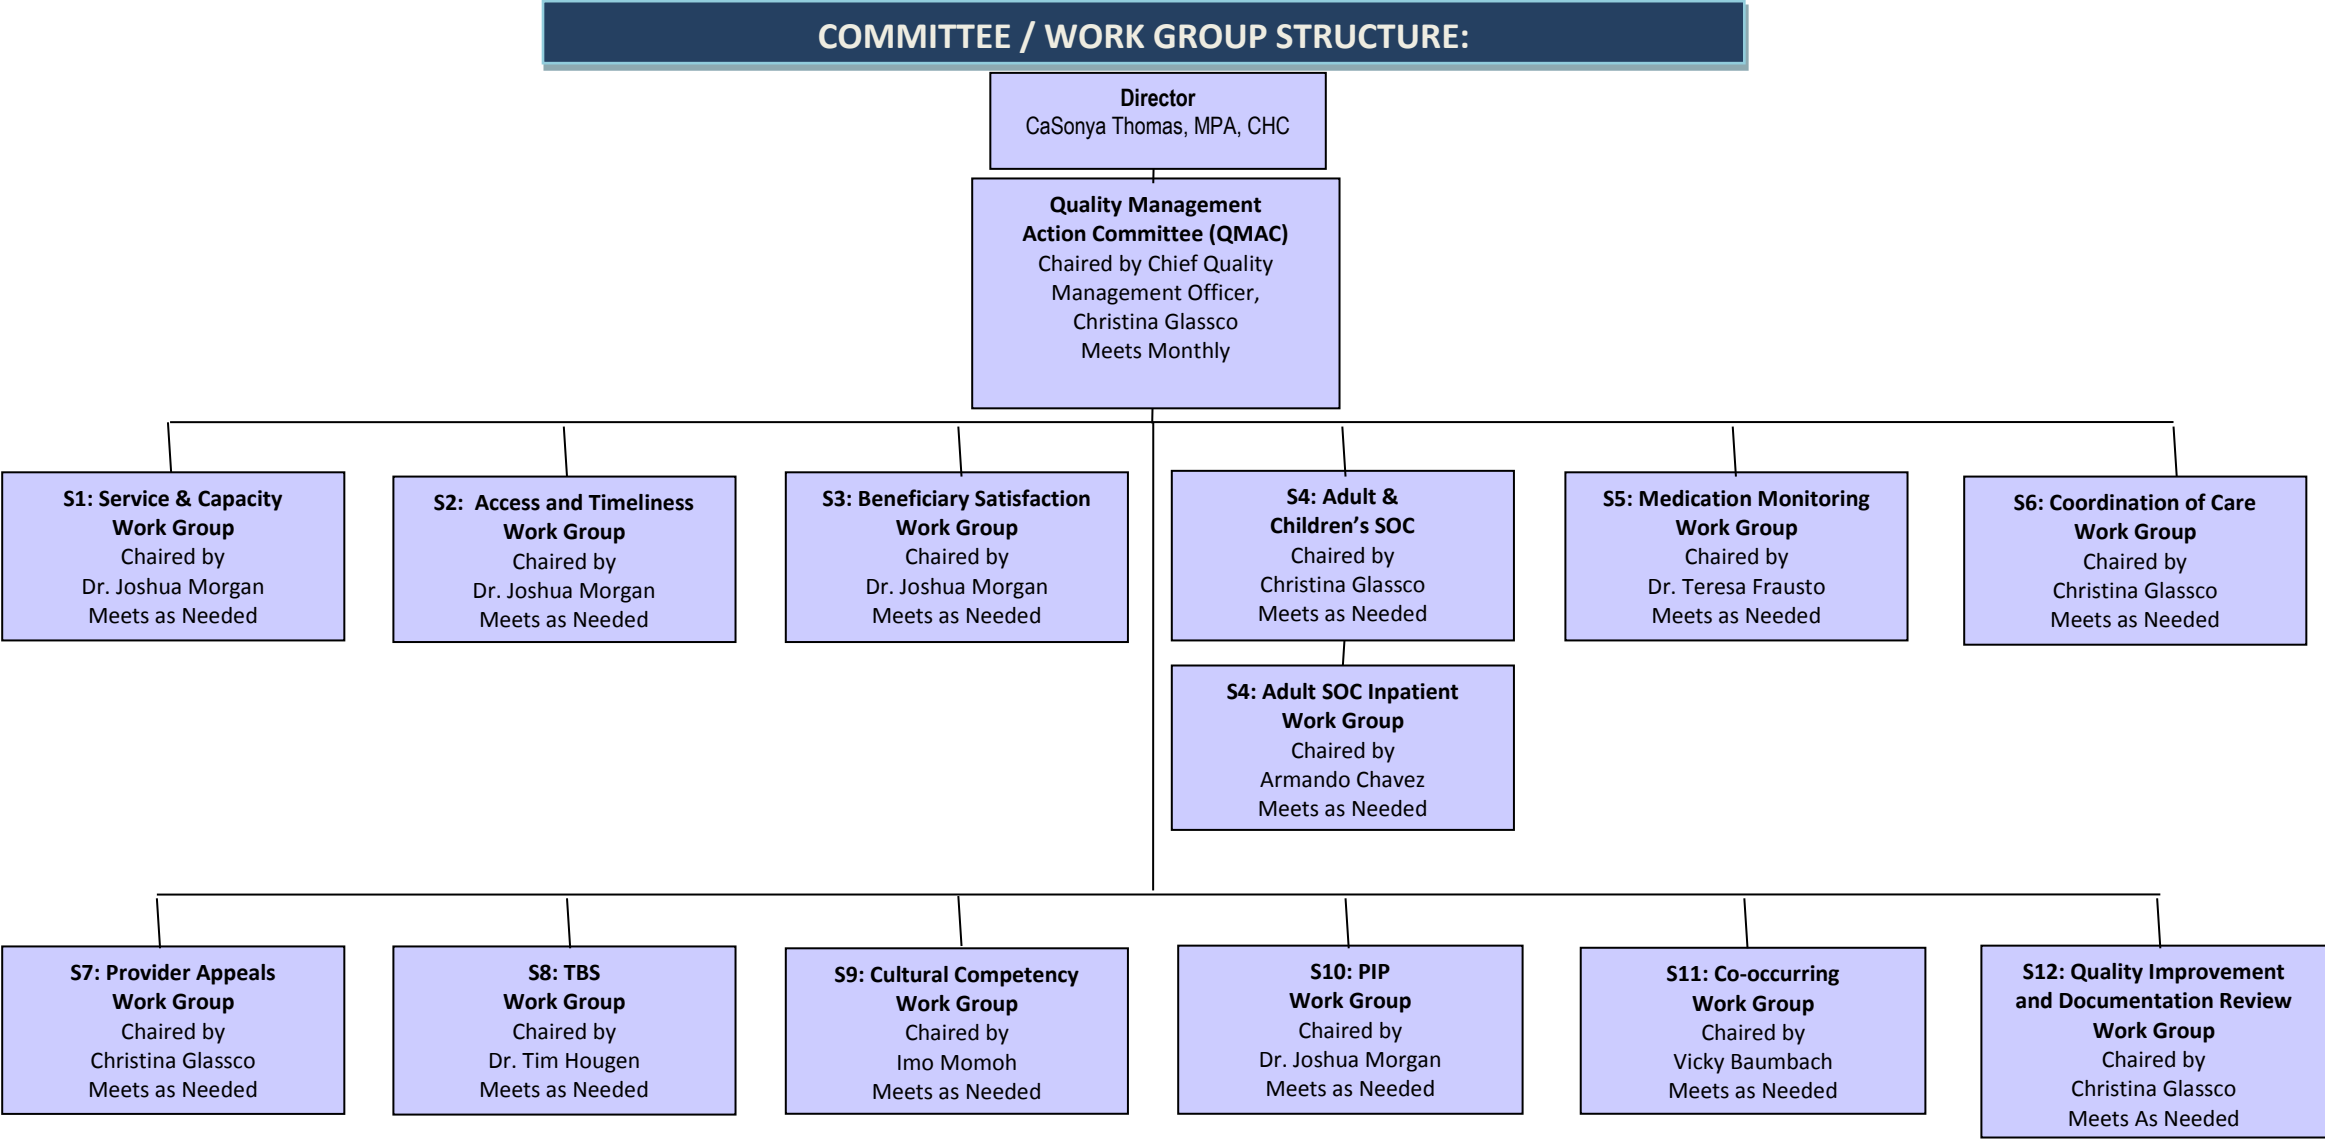 COMMITTEE / WORK GROUP STRUCTURE:
Director
CaSonya Thomas, MPA, CHC
Quality Management
Action Committee (QMAC)
Chaired by Chief Quality
Management Officer,
Christina Glassco
Meets Monthly
S1: Service & Capacity
Work Group
Chaired by
Dr. Joshua Morgan
Meets as Needed
S2: Access and Timeliness
Work Group
Chaired by
Dr. Joshua Morgan
Meets as Needed
S3: Beneficiary Satisfaction
Work Group
Chaired by
Dr. Joshua Morgan
Meets as Needed
S4: Adult &
Children’s SOC
Chaired by
Christina Glassco
Meets as Needed
S5: Medication Monitoring
Work Group
Chaired by
Dr. Teresa Frausto
Meets as Needed
S6: Coordination of Care
Work Group
Chaired by
Christina Glassco
Meets as Needed
S4: Adult SOC Inpatient
Work Group
Chaired by
Armando Chavez
Meets as Needed
S7: Provider Appeals
Work Group
Chaired by
Christina Glassco
Meets as Needed
S8: TBS
Work Group
Chaired by
Dr. Tim Hougen
Meets as Needed
S9: Cultural Competency
Work Group
Chaired by
Imo Momoh
Meets as Needed
S10: PIP
Work Group
Chaired by
Dr. Joshua Morgan
Meets as Needed
S11: Co-occurring
Work Group
Chaired by
Vicky Baumbach
Meets as Needed
S12: Quality Improvement
and Documentation Review
Work Group
Chaired by
Christina Glassco
Meets As Needed